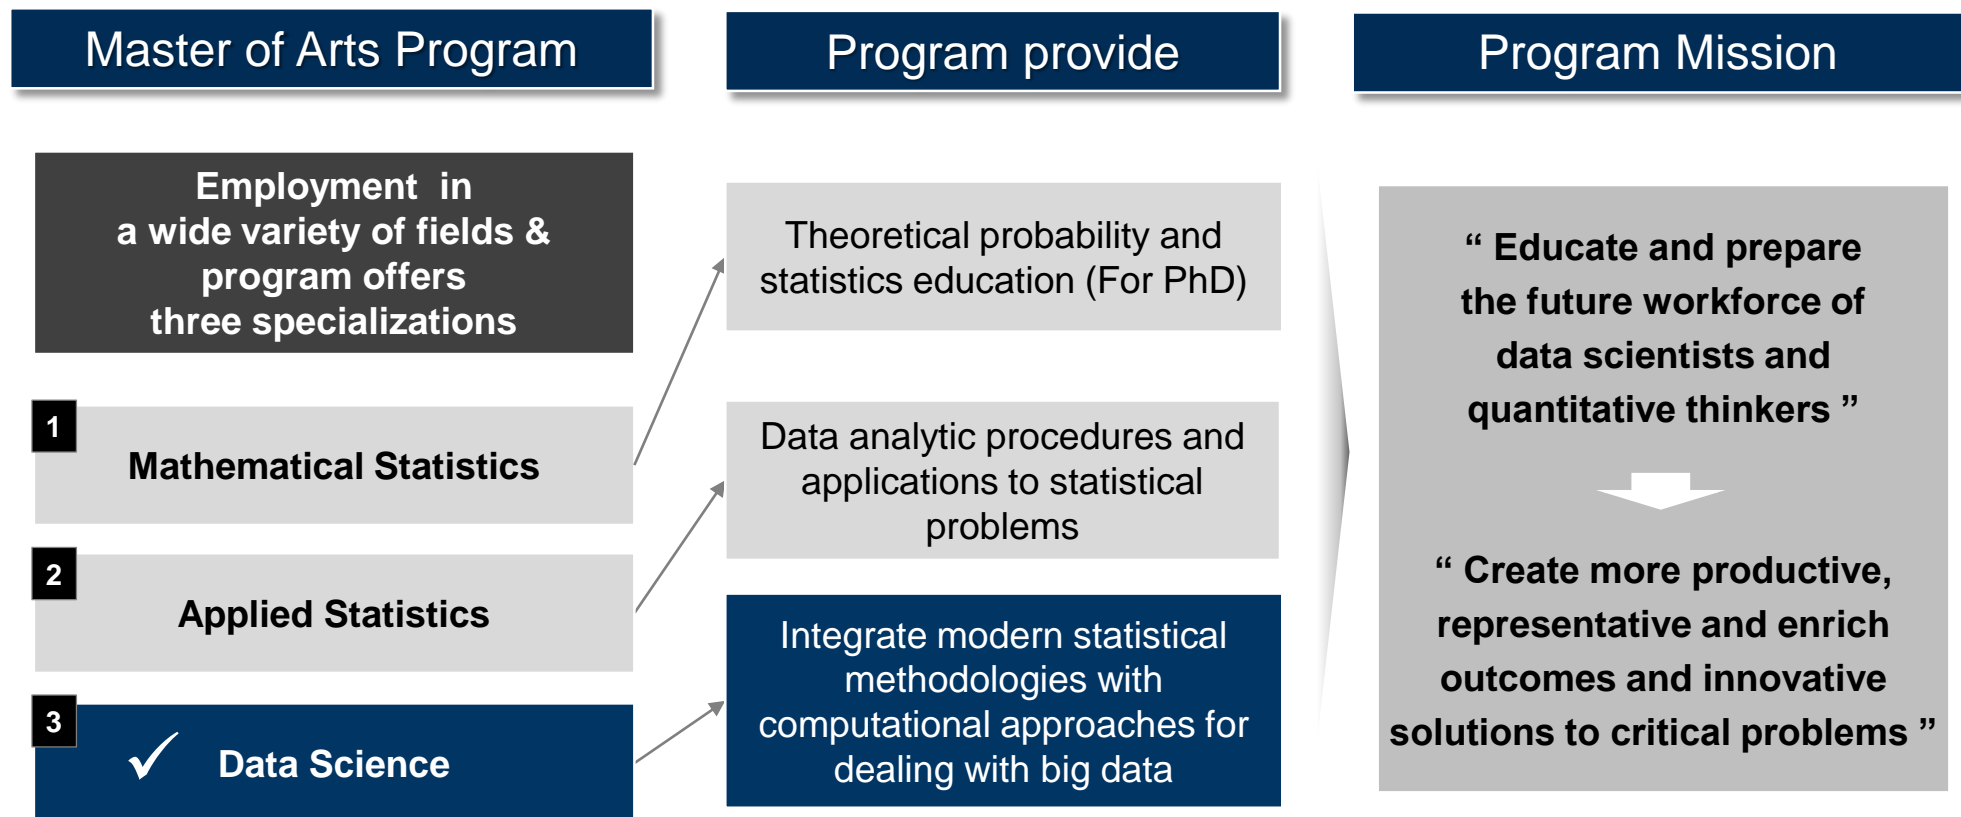 Master of Arts Program
Employment in
a wide variety of fields &
program offers
three specializations
1
Mathematical Statistics
2
Applied Statistics
3
✓ Data Science
Program provide
Theoretical probability and
statistics education (For PhD)
Data analytic procedures and
applications to statistical
problems
Integrate modern statistical
methodologies with
computational approaches for
dealing with big data
Program Mission
“ Educate and prepare
the future workforce of
data scientists and
quantitative thinkers ”
“ Create more productive,
representative and enrich
outcomes and innovative
solutions to critical problems ”